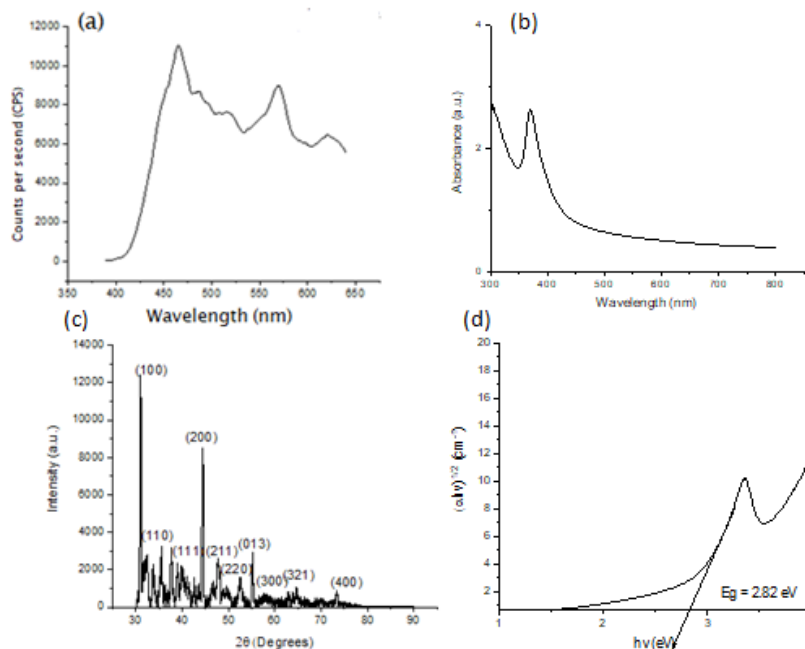 (a)
12000
10000
8000
6000
4000
2000
0
Counts per second (CPS)
350 400 450 500 550 600 650
Wavelength (nm)
(b)
4
2
0
Absorbance (a.u.)
300 400 500 600 700 800
Wavelength (nm)
(c)
14000
12000
10000
8000
6000
4000
2000
0
Intensity (a.u.)
(100)
(200)
(110)
(111)
(211)
(220)
(013)
(300)
(321)
(400)
30 40 50 60 70 80 90
2θ (Degrees)
(d)
20
18
16
14
12
10
8
6
4
2
(αhν)1/2 (cm-1)
Eg = 2.82 eV
1 2 3
hν (eV)